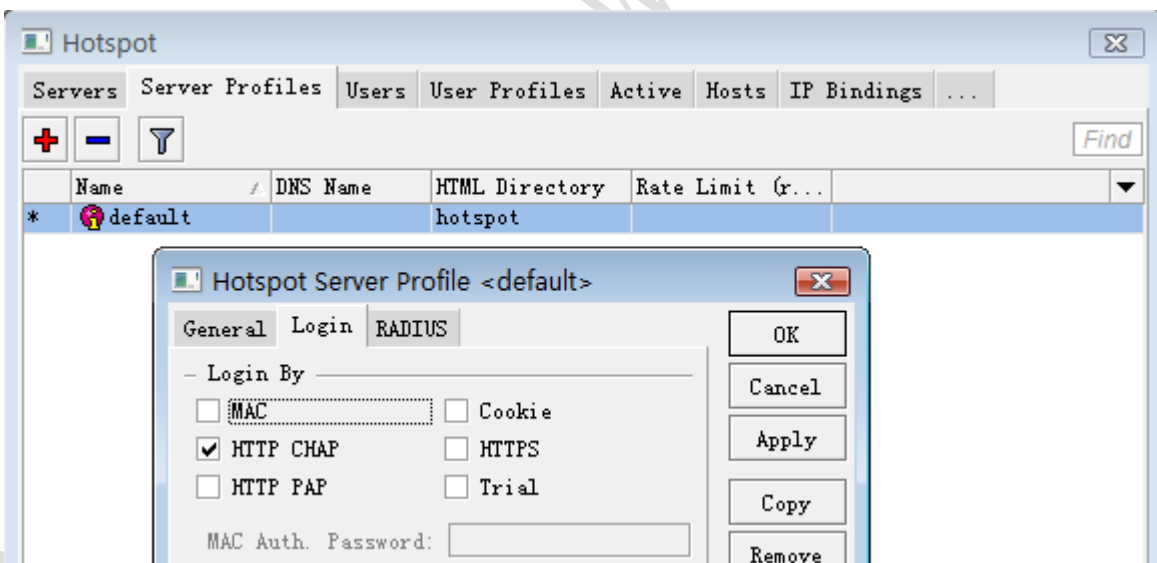 Hotspot
Servers Server Profiles Users User Profiles Active Hosts IP Bindings ...
Find
Name DNS Name HTML Directory Rate Limit (r...
* default hotspot
Hotspot Server Profile <default>
General Login RADIUS
OK
Login By
Cancel
MAC Cookie
HTTP CHAP HTTPS
Apply
HTTP PAP Trial
Copy
MAC Auth. Password:
Remove